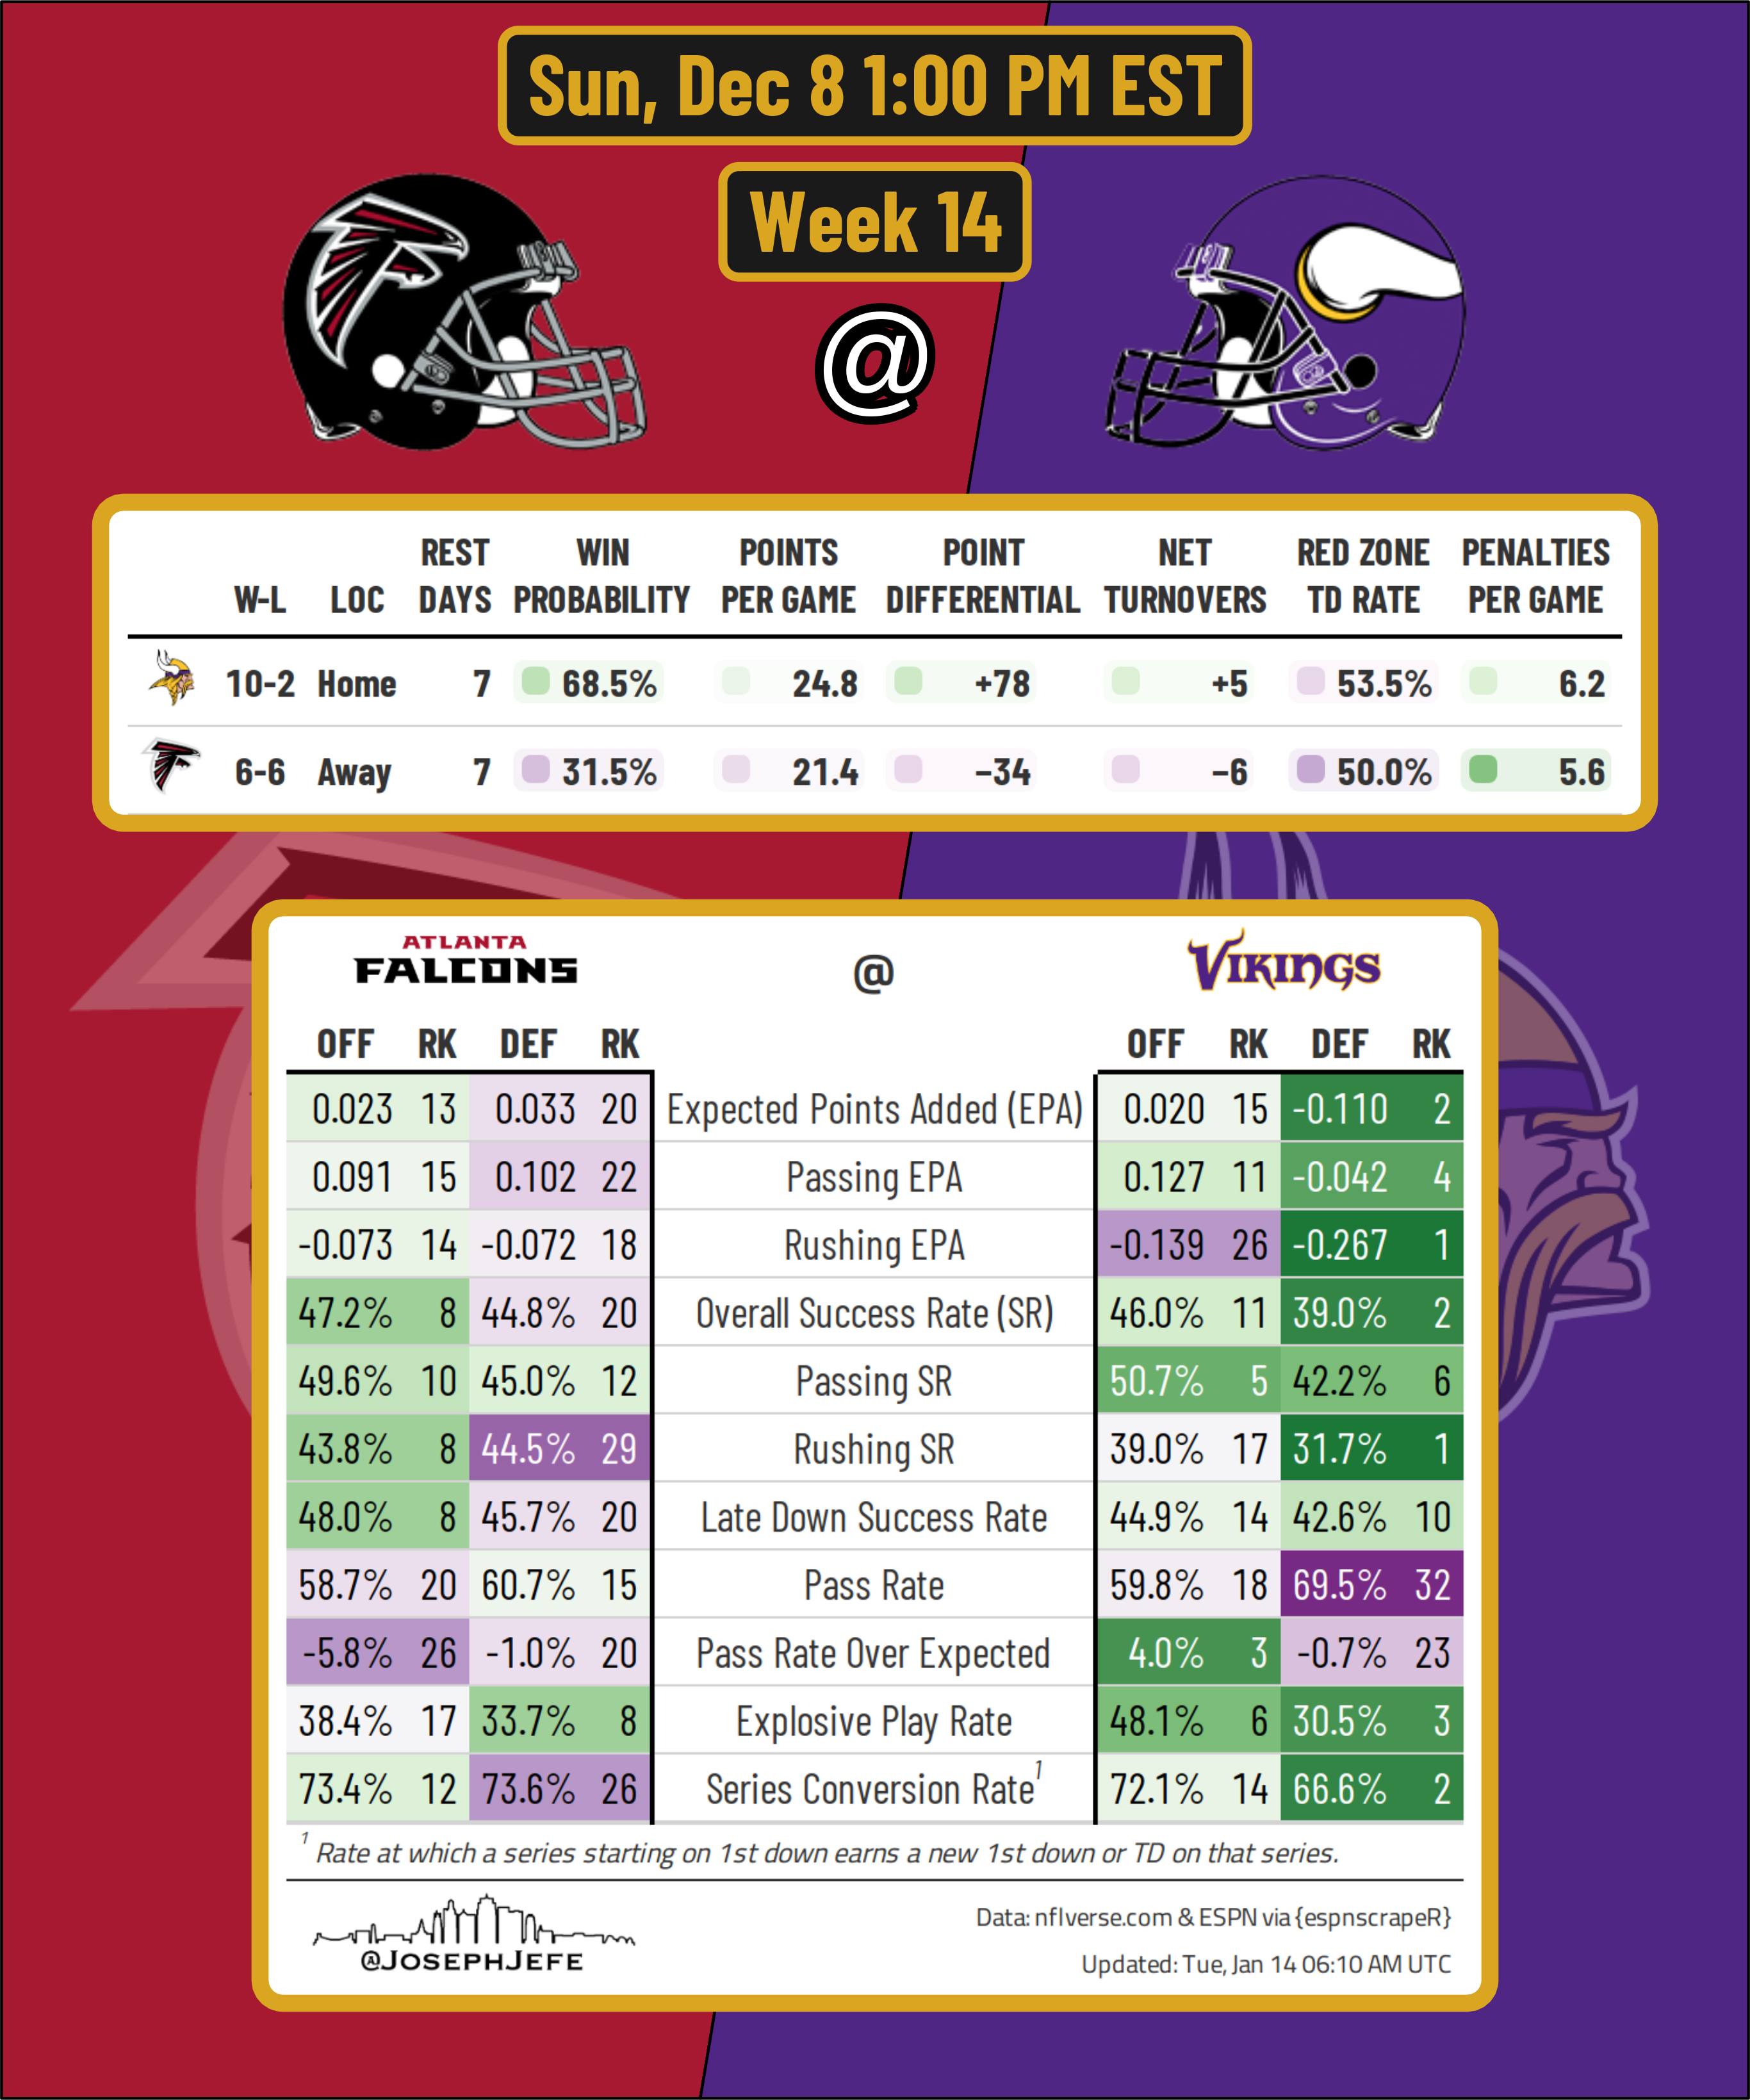 Sun, Dec 8 1:00 PM EST
Week 14
@
W-L LOC REST DAYS WIN PROBABILITY POINTS PER GAME POINT DIFFERENTIAL NET TURNOVERS RED ZONE TD RATE PENALTIES PER GAME
10-2 Home 7 68.5% 24.8 +78 +5 53.5% 6.2
6-6 Away 7 31.5% 21.4 −34 −6 50.0% 5.6
ATLANTA
FALCONS @ VIKINGS
OFF RK DEF RK OFF RK DEF RK
0.023 13 0.033 20 Expected Points Added (EPA) 0.020 15 -0.110 2
0.091 15 0.102 22 Passing EPA 0.127 11 -0.042 4
-0.073 14 -0.072 18 Rushing EPA -0.139 26 -0.267 1
47.2% 8 44.8% 20 Overall Success Rate (SR) 46.0% 11 39.0% 2
49.6% 10 45.0% 12 Passing SR 50.7% 5 42.2% 6
43.8% 8 44.5% 29 Rushing SR 39.0% 17 31.7% 1
48.0% 8 45.7% 20 Late Down Success Rate 44.9% 14 42.6% 10
58.7% 20 60.7% 15 Pass Rate 59.8% 18 69.5% 32
-5.8% 26 -1.0% 20 Pass Rate Over Expected 4.0% 3 -0.7% 23
38.4% 17 33.7% 8 Explosive Play Rate 48.1% 6 30.5% 3
73.4% 12 73.6% 26 Series Conversion Rate¹ 72.1% 14 66.6% 2
¹ Rate at which a series starting on 1st down earns a new 1st down or TD on that series.
@JOSEPHJEFE
Data: nflverse.com & ESPN via {espnscrapeR}
Updated: Tue, Jan 14 06:10 AM UTC